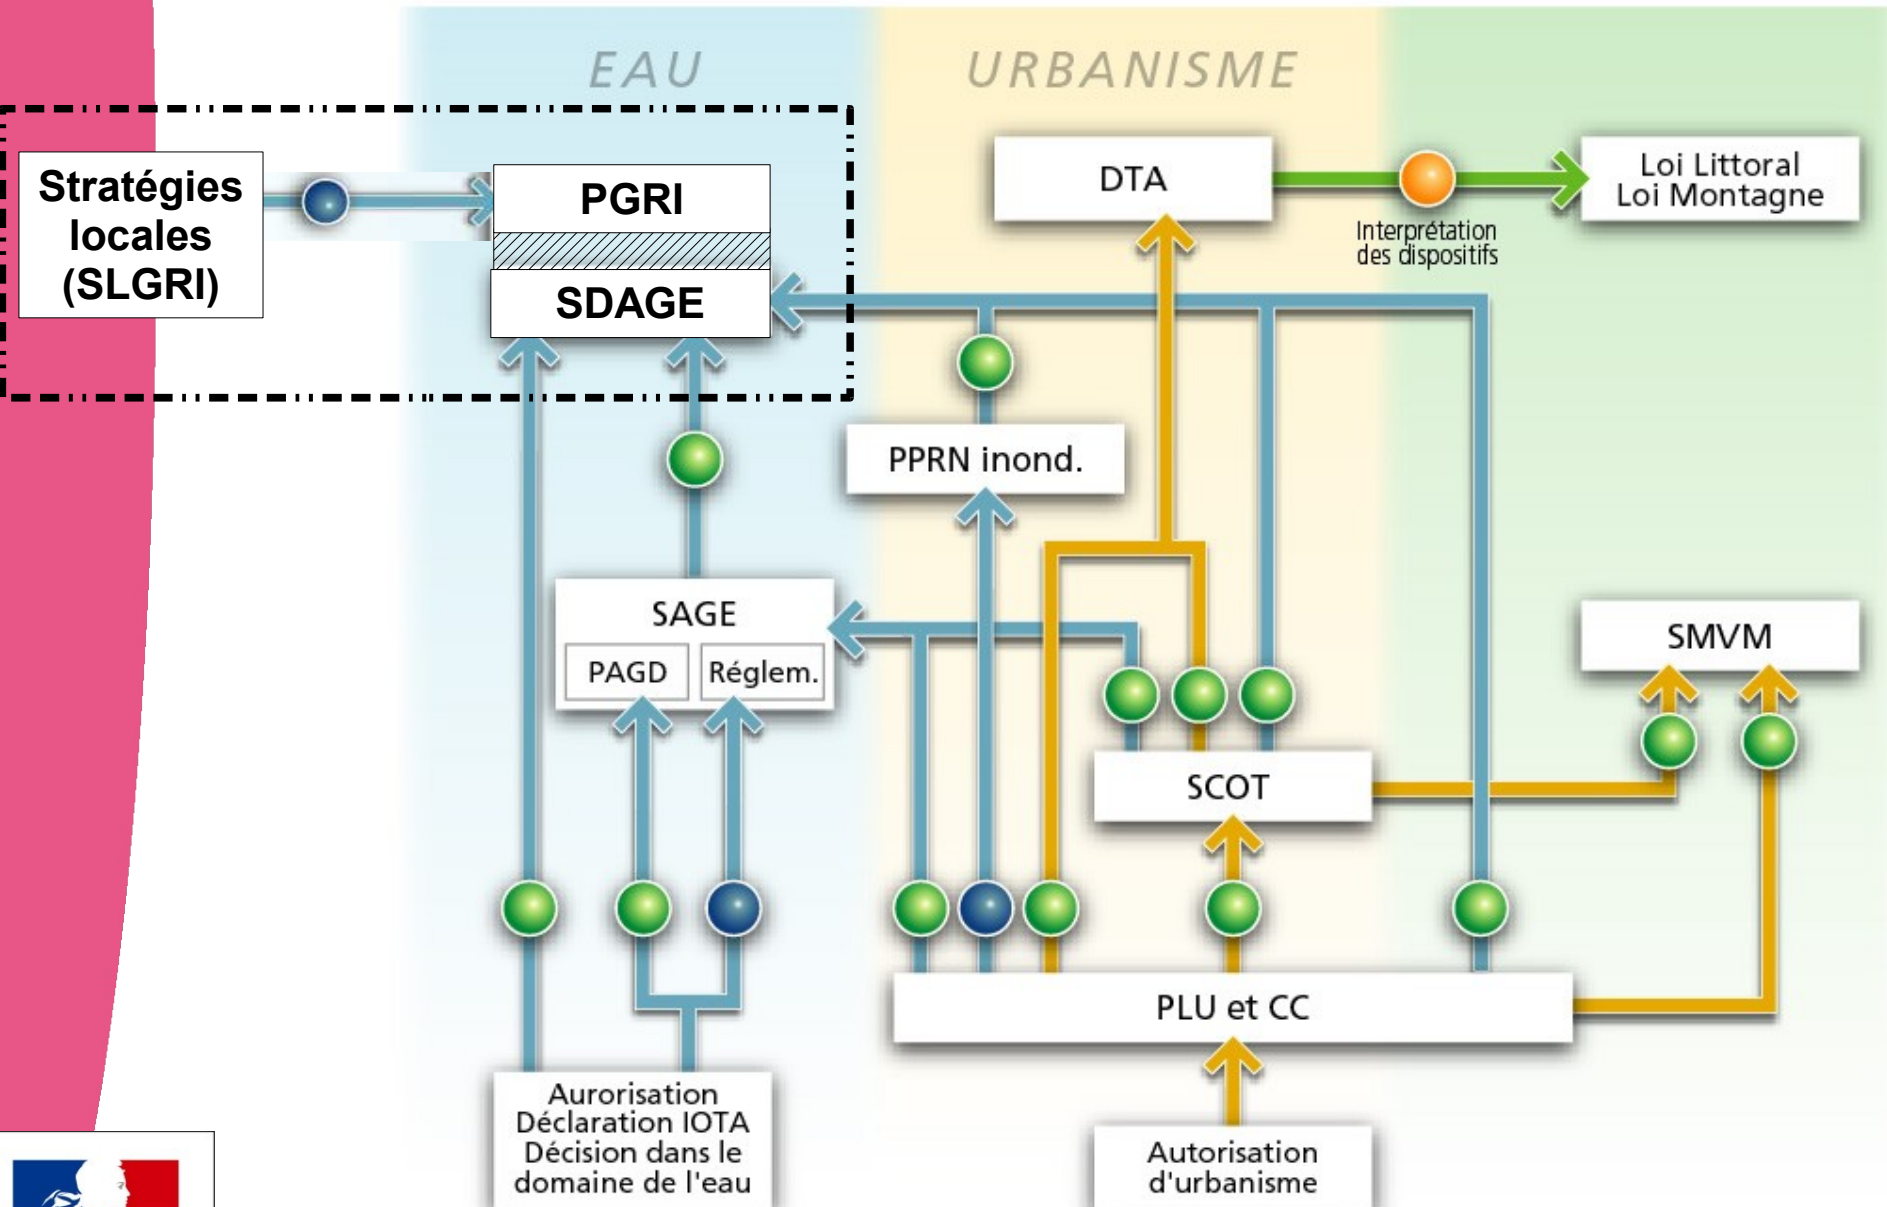 EAU
URBANISME
Stratégies
locales
(SLGRI)
PGRI
SDAGE
DTA
Loi Littoral
Loi Montagne
Interprétation
des dispositifs
PPRN inond.
SAGE
PAGD
Réglem.
SMVM
SCOT
PLU et CC
Aurorisation
Déclaration IOTA
Décision dans le
domaine de l'eau
Autorisation
d'urbanisme